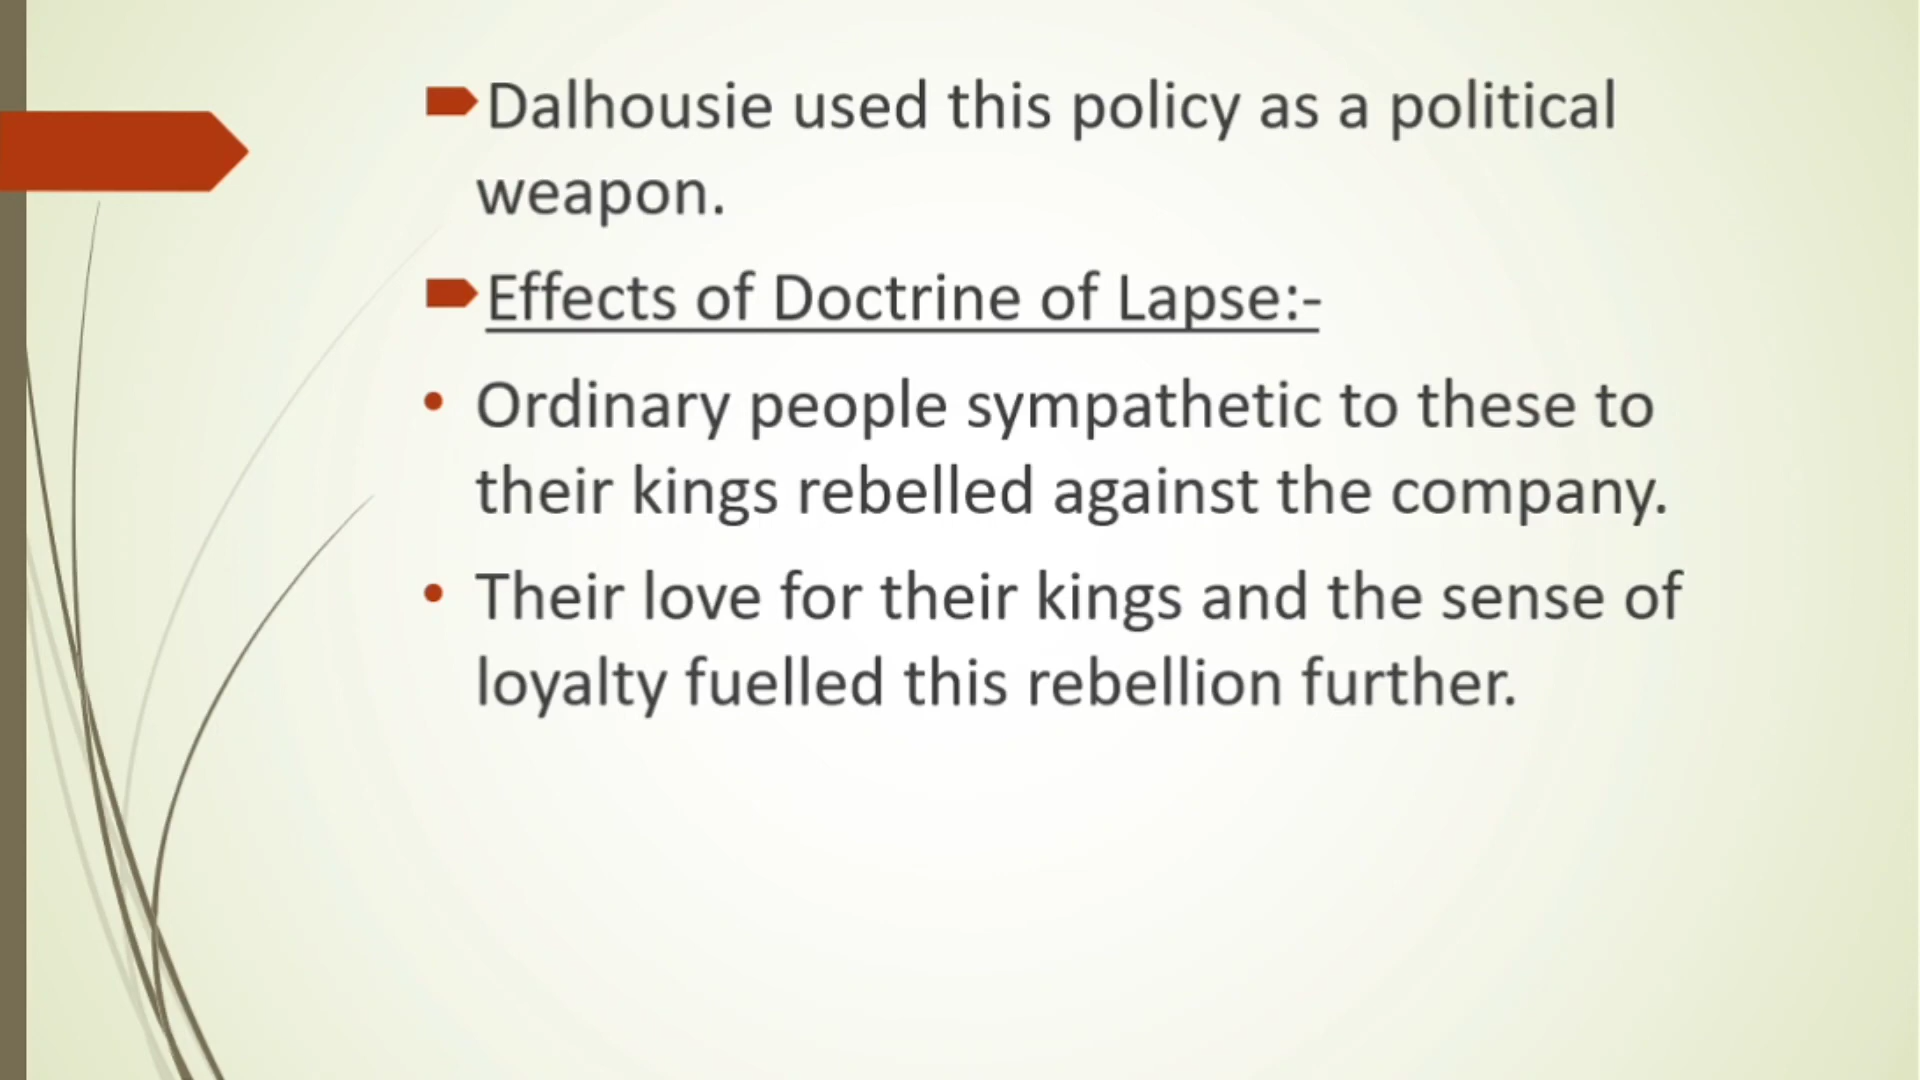 Dalhousie used this policy as a political
weapon.
Effects of Doctrine of Lapse:-
Ordinary people sympathetic to these to
their kings rebelled against the company.
Their love for their kings and the sense of
loyalty fuelled this rebellion further.